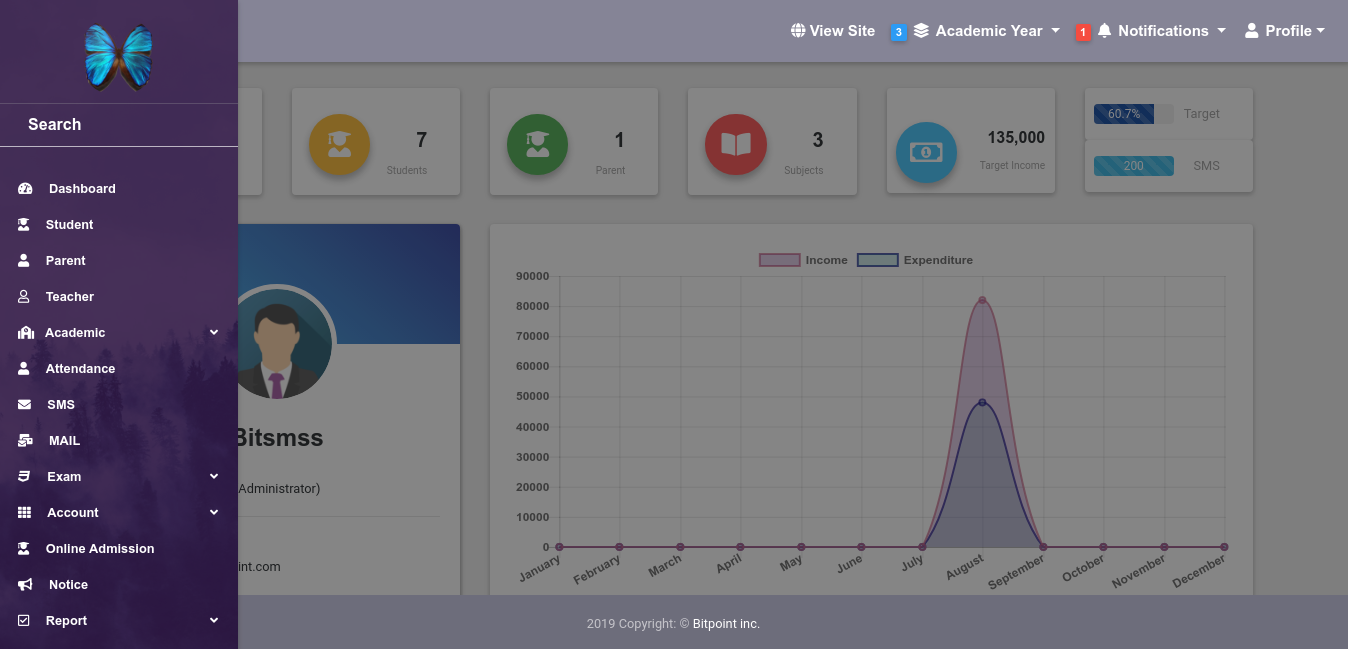 View Site
3
Academic Year
1
Notifications
Profile
Search
Dashboard
Student
Parent
Teacher
Academic
Attendance
SMS
MAIL
Exam
Account
Online Admission
Notice
Report
7
Students
1
Parent
3
Subjects
135,000
Target Income
60.7%
Target
200
SMS
Bitsmss
Administrator)
int.com
Income
Expenditure
90000
80000
70000
60000
50000
40000
30000
20000
10000
0
January
February
March
April
May
June
July
August
September
October
November
December
2019 Copyright: © Bitpoint inc.